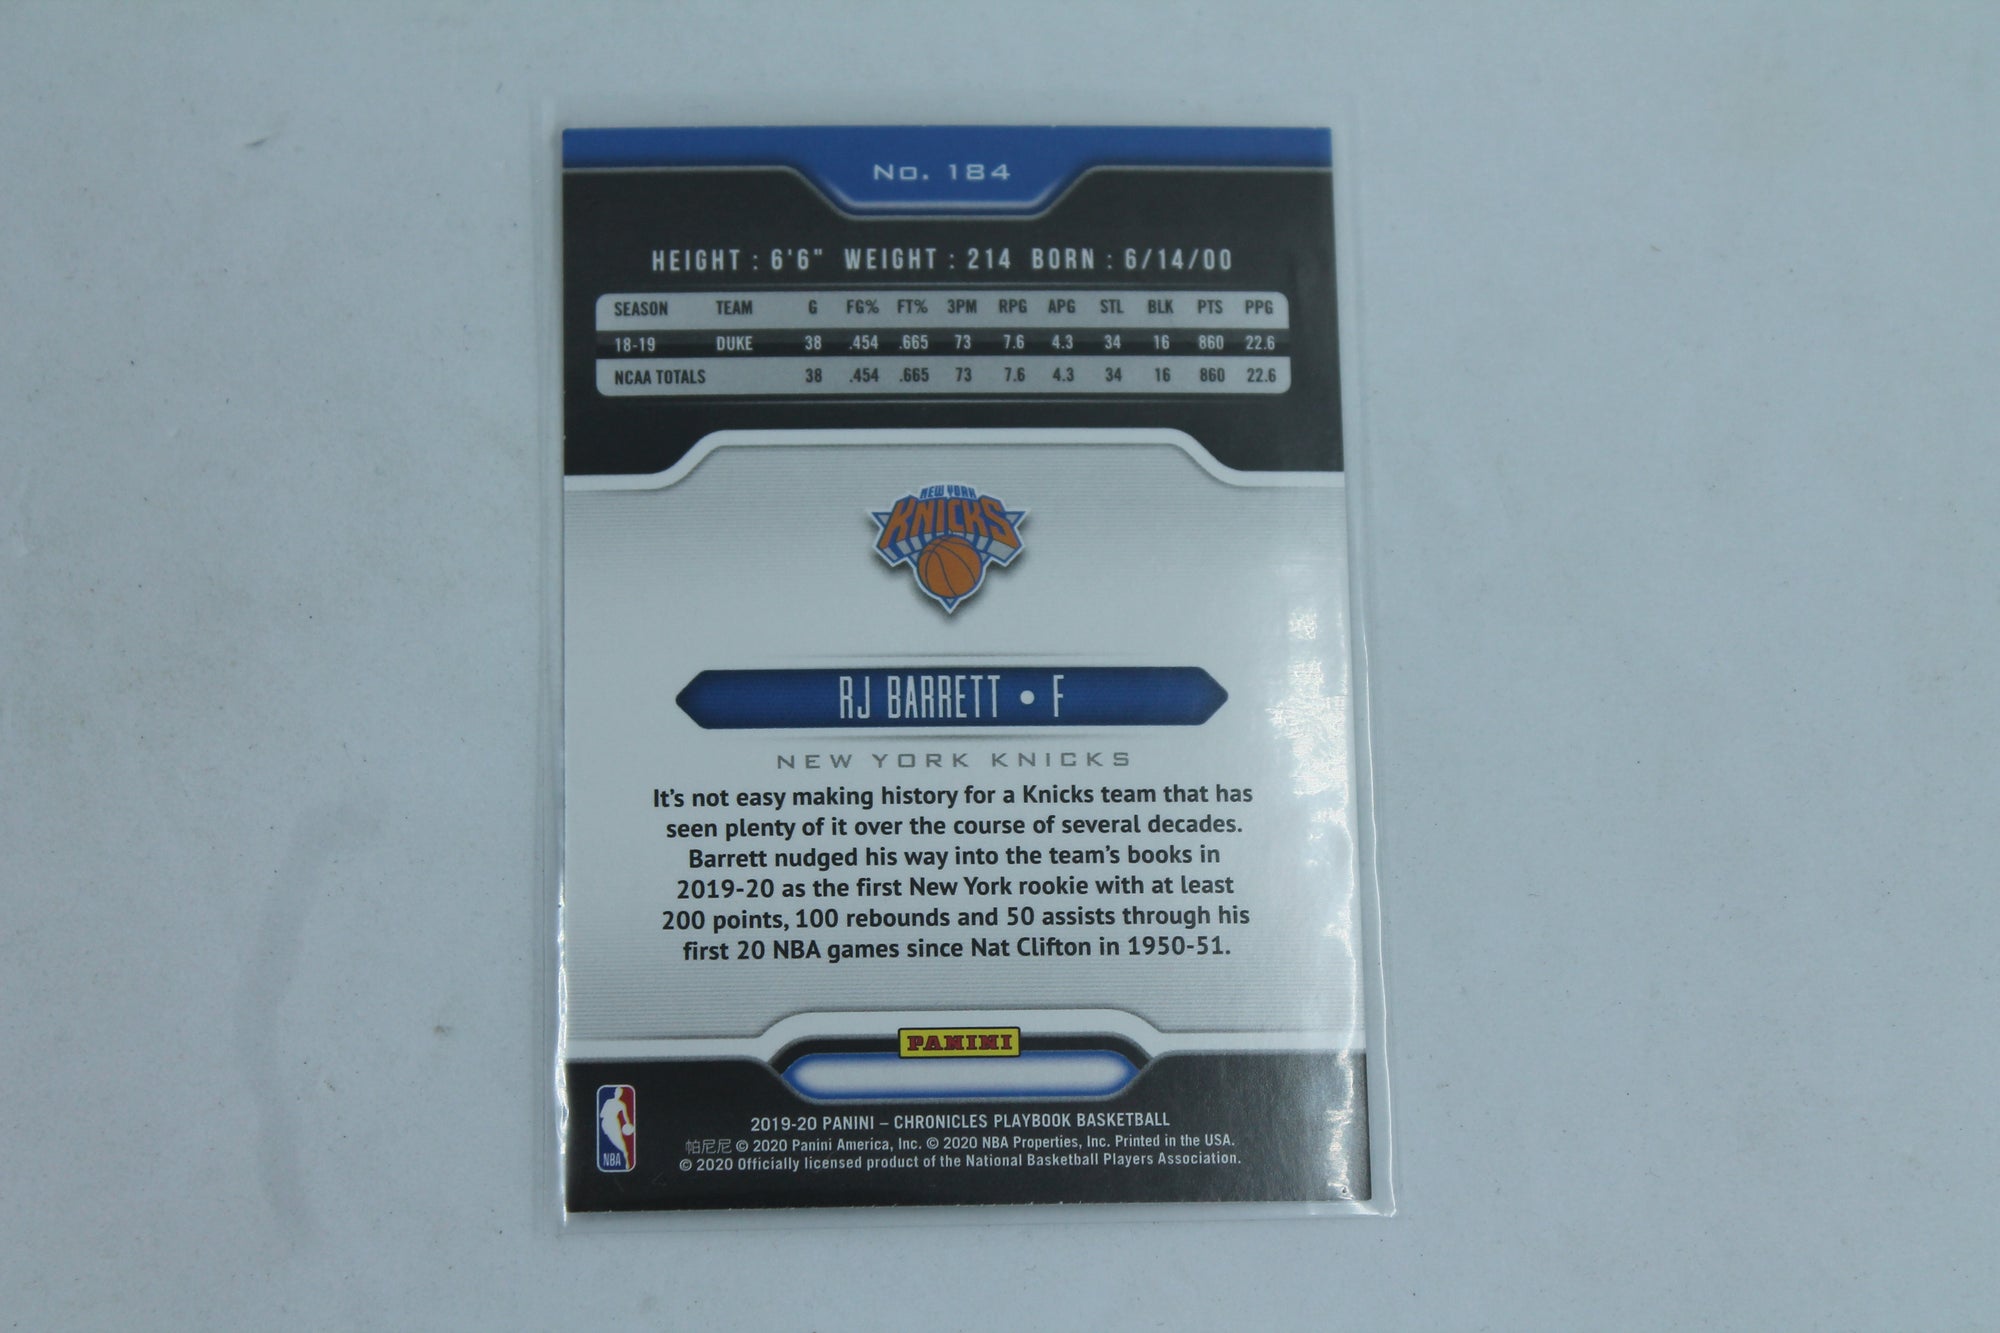 No. 184
HEIGHT : 6'6" WEIGHT : 214 BORN : 6/14/00
SEASON TEAM G FG% FT% 3PM RPG APG STL BLK PTS PPG
18-19 DUKE 38 .454 .665 73 7.6 4.3 34 16 860 22.6
NCAA TOTALS 38 .454 .665 73 7.6 4.3 34 16 860 22.6
NEW YORK
KNICKS
RJ BARRETT • F
NEW YORK KNICKS
It's not easy making history for a Knicks team that has
seen plenty of it over the course of several decades.
Barrett nudged his way into the team's books in
2019-20 as the first New York rookie with at least
200 points, 100 rebounds and 50 assists through his
first 20 NBA games since Nat Clifton in 1950-51.
PANINI
NBA
2019-20 PANINI – CHRONICLES PLAYBOOK BASKETBALL
帕尼尼 © 2020 Panini America, Inc. © 2020 NBA Properties, Inc. Printed in the USA.
© 2020 Officially licensed product of the National Basketball Players Association.